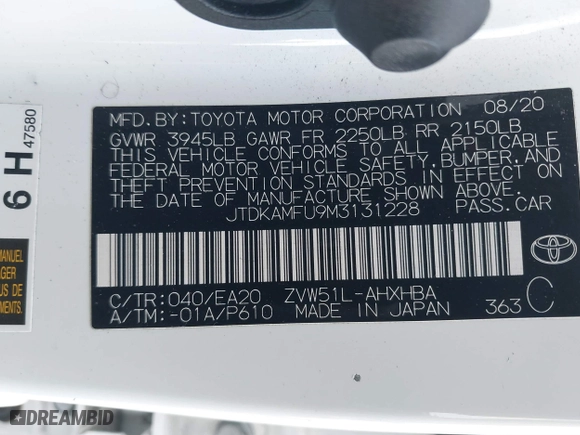 MFD.BY:TOYOTA MOTOR CORPORATION 08/20
GVWR 3945LB GAWR FR 2250LB RR 2150LB
THIS VEHICLE CONFORMS TO ALL APPLICABLE
FEDERAL MOTOR VEHICLE SAFETY,BUMPER,AND
THEFT PREVENTION STANDARDS IN EFFECT ON
THE DATE OF MANUFACTURE SHOWN ABOVE.
JTDKAMFU9M3131228 PASS.CAR
TOYOTA
C/TR:040/EA20 ZVW51L-AHXHBA
A/TM:-01A/P610 MADE IN JAPAN 363 C
6 H 47580
MANUAL
DREAMBID